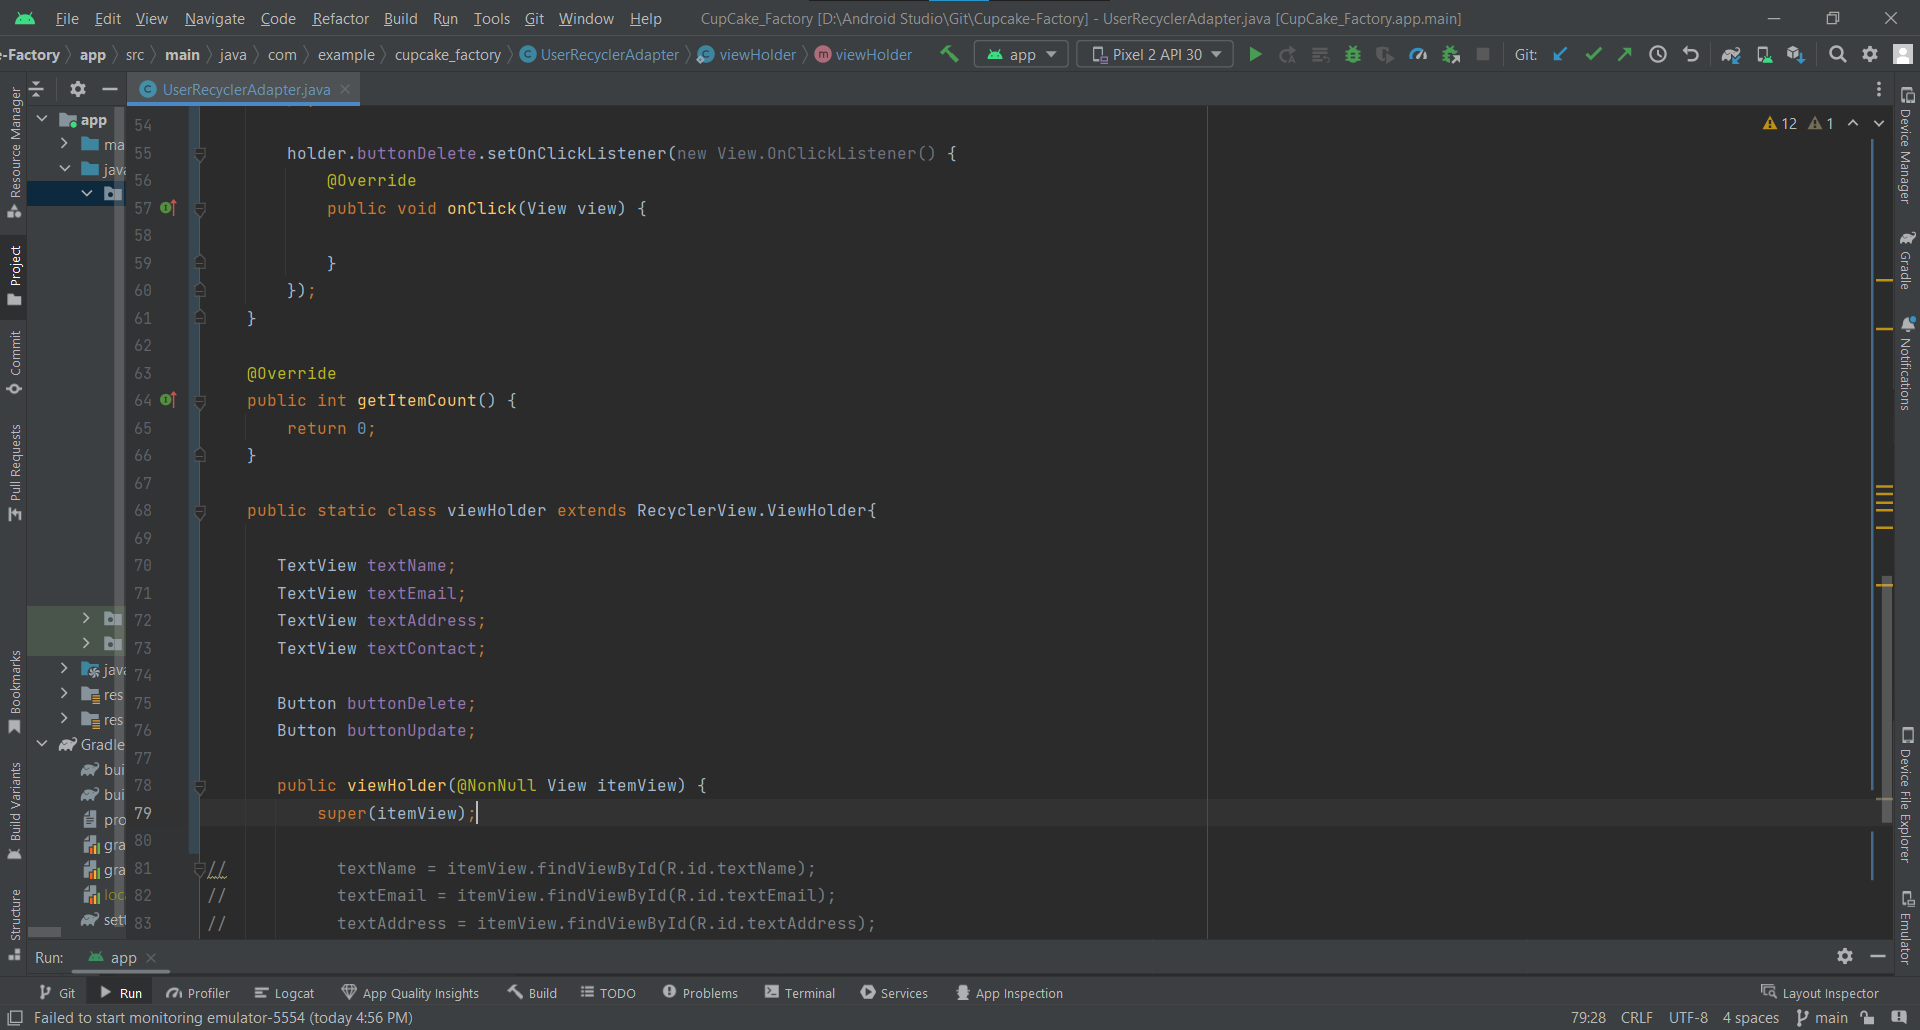 File Edit View Navigate Code Refactor Build Run Tools Git Window Help CupCake_Factory [D:\Android Studio\Git\Cupcake-Factory] - UserRecyclerAdapter.java [CupCake_Factory.app.main]
e-Factory app src main java com example cupcake_factory UserRecyclerAdapter viewHolder viewHolder app Pixel 2 API 30 Git:
UserRecyclerAdapter.java
12 1
Resource Manager
Project
Commit
Pull Requests
Bookmarks
Build Variants
Structure
app
ma
java
java
res
res
Gradle
bui
bui
pro
gra
gra
loc
sett
54
55 holder.buttonDelete.setOnClickListener(new View.OnClickListener() {
56 @Override
57 public void onClick(View view) {
58
59 }
60 });
61 }
62
63 @Override
64 public int getItemCount() {
65 return 0;
66 }
67
68 public static class viewHolder extends RecyclerView.ViewHolder{
69
70 TextView textName;
71 TextView textEmail;
72 TextView textAddress;
73 TextView textContact;
74
75 Button buttonDelete;
76 Button buttonUpdate;
77
78 public viewHolder(@NonNull View itemView) {
79 super(itemView);
80
81 // textName = itemView.findViewById(R.id.textName);
82 // textEmail = itemView.findViewById(R.id.textEmail);
83 // textAddress = itemView.findViewById(R.id.textAddress);
Device Manager
Gradle
Notifications
Device File Explorer
Emulator
Run: app
Git Run Profiler Logcat App Quality Insights Build TODO Problems Terminal Services App Inspection Layout Inspector
Failed to start monitoring emulator-5554 (today 4:56 PM) 79:28 CRLF UTF-8 4 spaces main